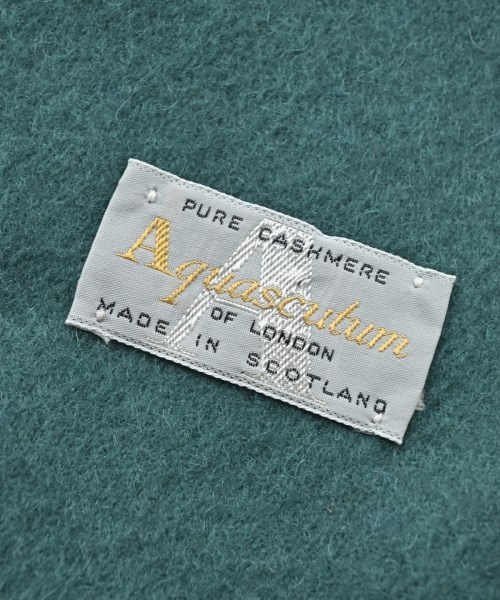 PURE CASHMERE
Aquascutum
OF LONDON
MADE IN SCOTLAND